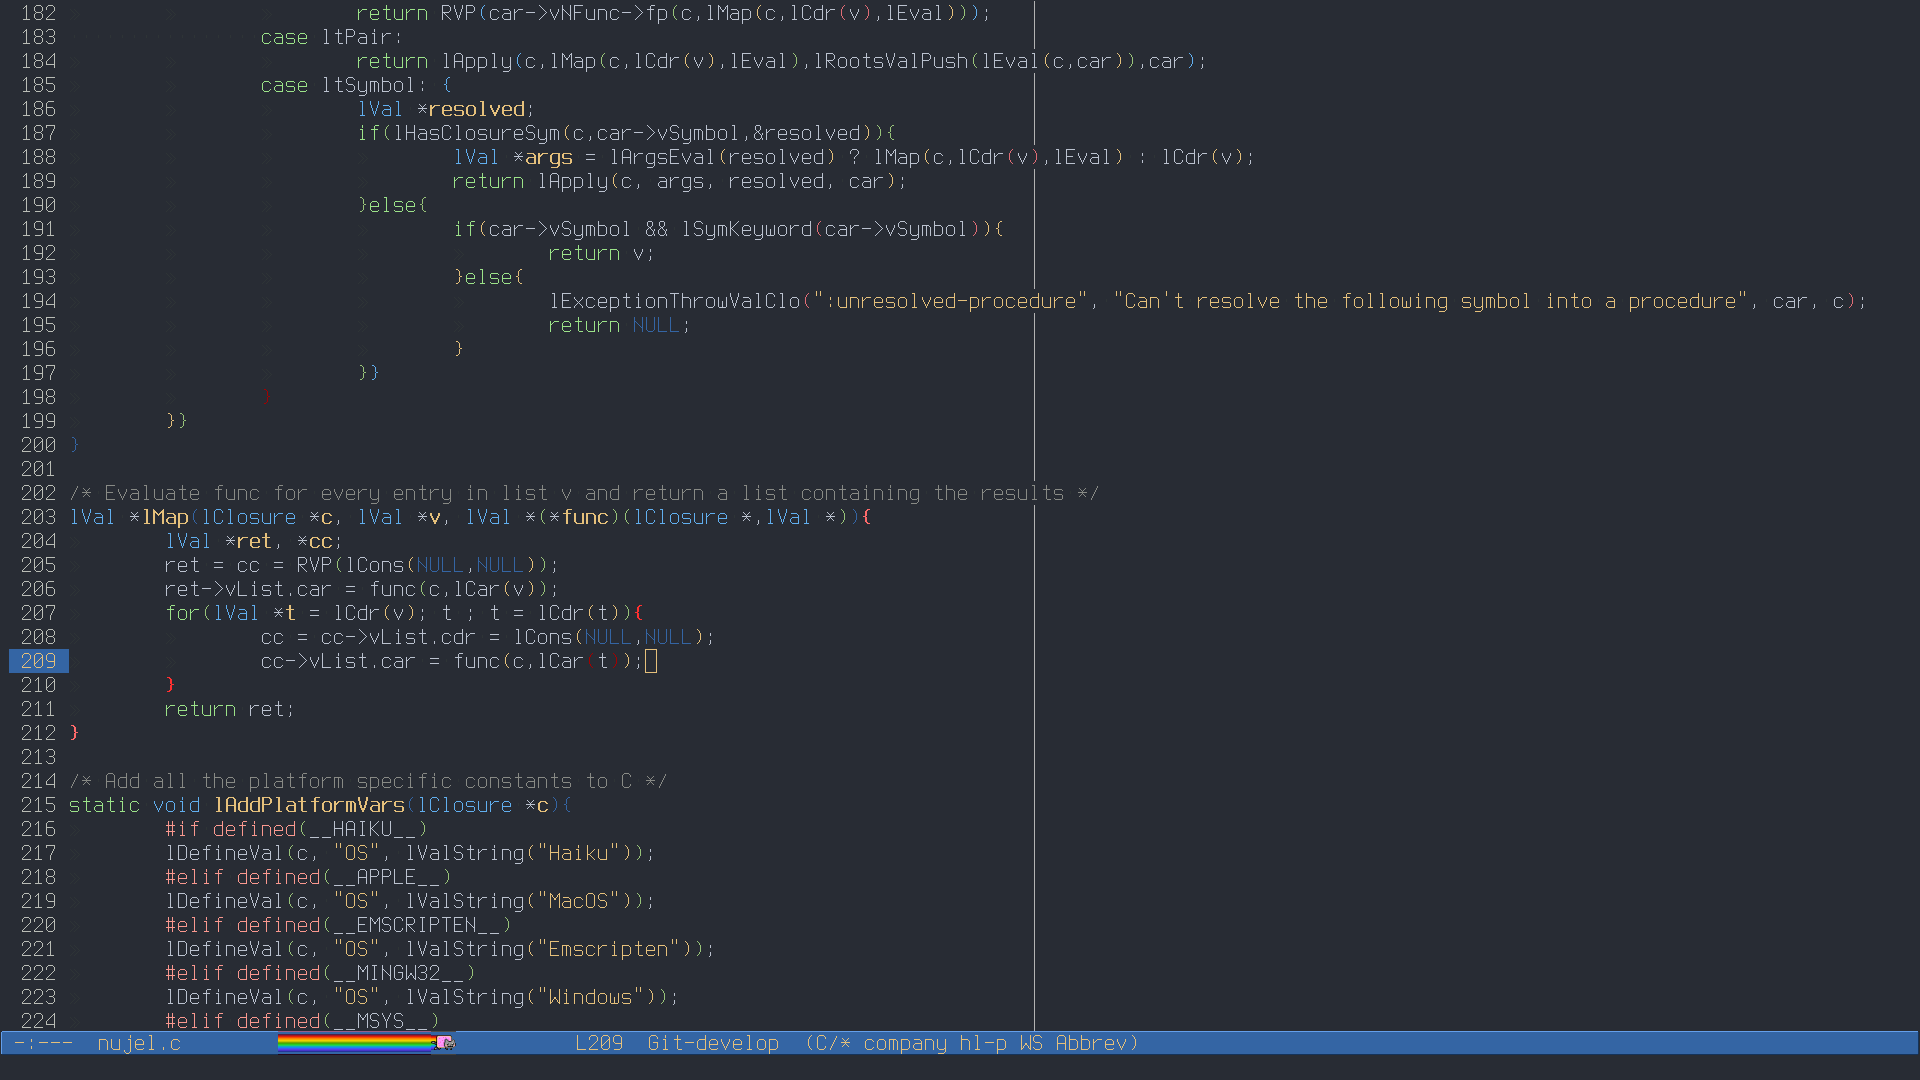 182 return RVP(car->vNFunc->fp(c,lMap(c,lCdr(v),lEval)));
183 case ltPair:
184 return lApply(c,lMap(c,lCdr(v),lEval),lRootsValPush(lEval(c,car)),car);
185 case ltSymbol: {
186 lVal *resolved;
187 if(lHasClosureSym(c,car->vSymbol,&resolved)){
188 lVal *args = lArgsEval(resolved) ? lMap(c,lCdr(v),lEval) : lCdr(v);
189 return lApply(c, args, resolved, car);
190 }else{
191 if(car->vSymbol && lSymKeyword(car->vSymbol)){
192 return v;
193 }else{
194 lExceptionThrowValClo(":unresolved-procedure", "Can't resolve the following symbol into a procedure", car, c);
195 return NULL;
196 }
197 }}
198 }
199 }}
200 }
201
202 /* Evaluate func for every entry in list v and return a list containing the results */
203 lVal *lMap(lClosure *c, lVal *v, lVal *(*func)(lClosure *,lVal *)){
204 lVal *ret, *cc;
205 ret = cc = RVP(lCons(NULL,NULL));
206 ret->vList.car = func(c,lCar(v));
207 for(lVal *t = lCdr(v); t ; t = lCdr(t)){
208 cc = cc->vList.cdr = lCons(NULL,NULL);
209 cc->vList.car = func(c,lCar(t));
210 }
211 return ret;
212 }
213
214 /* Add all the platform specific constants to C */
215 static void lAddPlatformVars(lClosure *c){
216 #if defined(__HAIKU__)
217 lDefineVal(c, "OS", lValString("Haiku"));
218 #elif defined(__APPLE__)
219 lDefineVal(c, "OS", lValString("MacOS"));
220 #elif defined(__EMSCRIPTEN__)
221 lDefineVal(c, "OS", lValString("Emscripten"));
222 #elif defined(__MINGW32__)
223 lDefineVal(c, "OS", lValString("Windows"));
224 #elif defined(__MSYS__)
-:--- nujel.c L209 Git-develop (C/* company hl-p WS Abbrev)